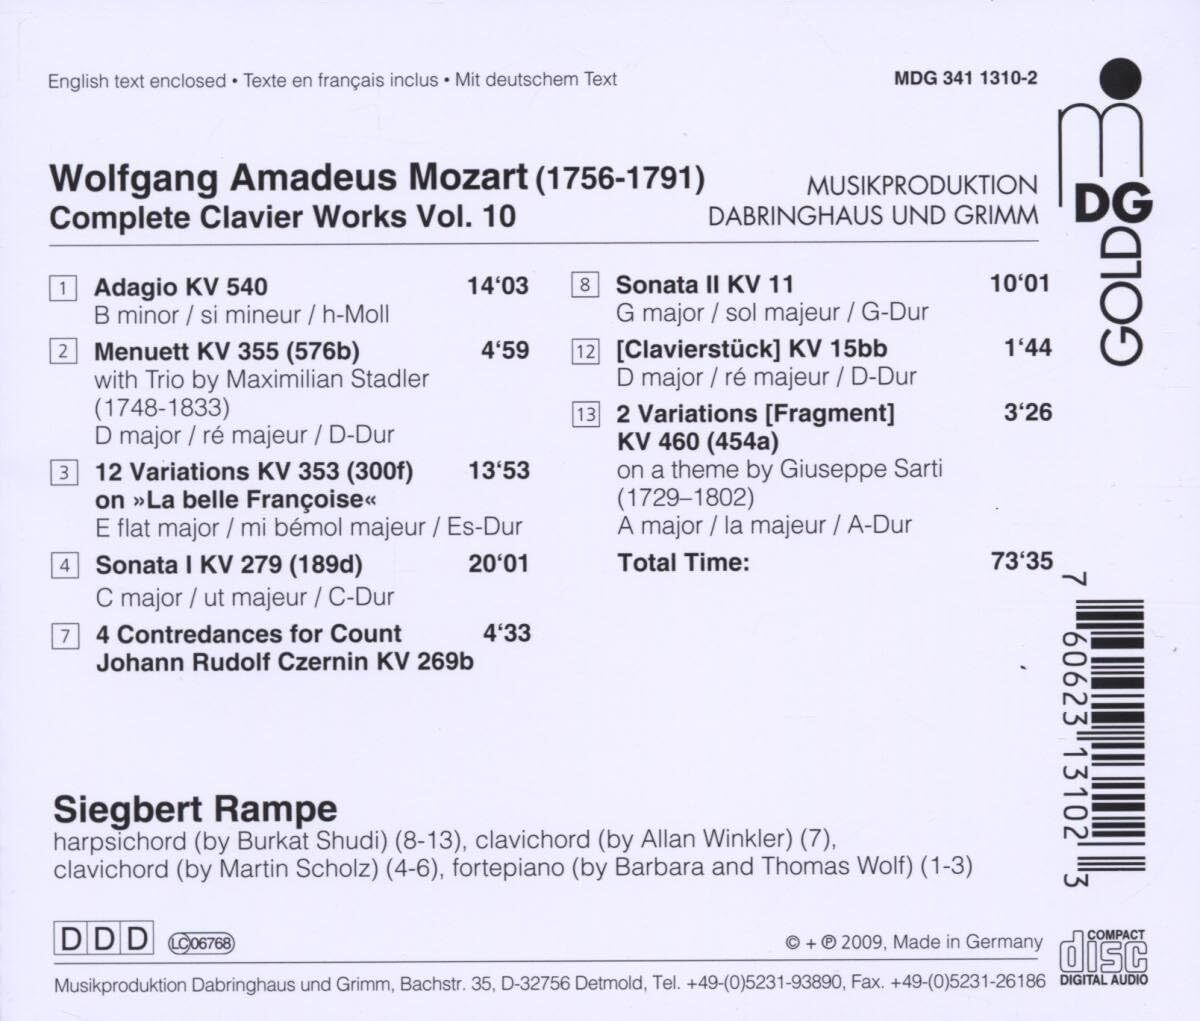 English text enclosed • Texte en français inclus • Mit deutschem Text
MDG 341 1310-2
Wolfgang Amadeus Mozart (1756-1791)
Complete Clavier Works Vol. 10
MUSIKPRODUKTION
DABRINGHAUS UND GRIMM
m
DG
GOLD
1 Adagio KV 540 14‘03
B minor / si mineur / h-Moll
2 Menuett KV 355 (576b) 4‘59
with Trio by Maximilian Stadler
(1748-1833)
D major / ré majeur / D-Dur
3 12 Variations KV 353 (300f) 13‘53
on »La belle Françoise«
E flat major / mi bémol majeur / Es-Dur
4 Sonata I KV 279 (189d) 20‘01
C major / ut majeur / C-Dur
7 4 Contredances for Count 4‘33
Johann Rudolf Czernin KV 269b
8 Sonata II KV 11 10‘01
G major / sol majeur / G-Dur
12 [Clavierstück] KV 15bb 1‘44
D major / ré majeur / D-Dur
13 2 Variations [Fragment] 3‘26
KV 460 (454a)
on a theme by Giuseppe Sarti
(1729–1802)
A major / la majeur / A-Dur
Total Time: 73‘35
7 60623 13102 3
Siegbert Rampe
harpsichord (by Burkat Shudi) (8-13), clavichord (by Allan Winkler) (7),
clavichord (by Martin Scholz) (4-6), fortepiano (by Barbara and Thomas Wolf) (1-3)
DDD LC 06768
© + ℗ 2009, Made in Germany
COMPACT
disc
DIGITAL AUDIO
Musikproduktion Dabringhaus und Grimm, Bachstr. 35, D-32756 Detmold, Tel. +49-(0)5231-93890, Fax. +49-(0)5231-26186